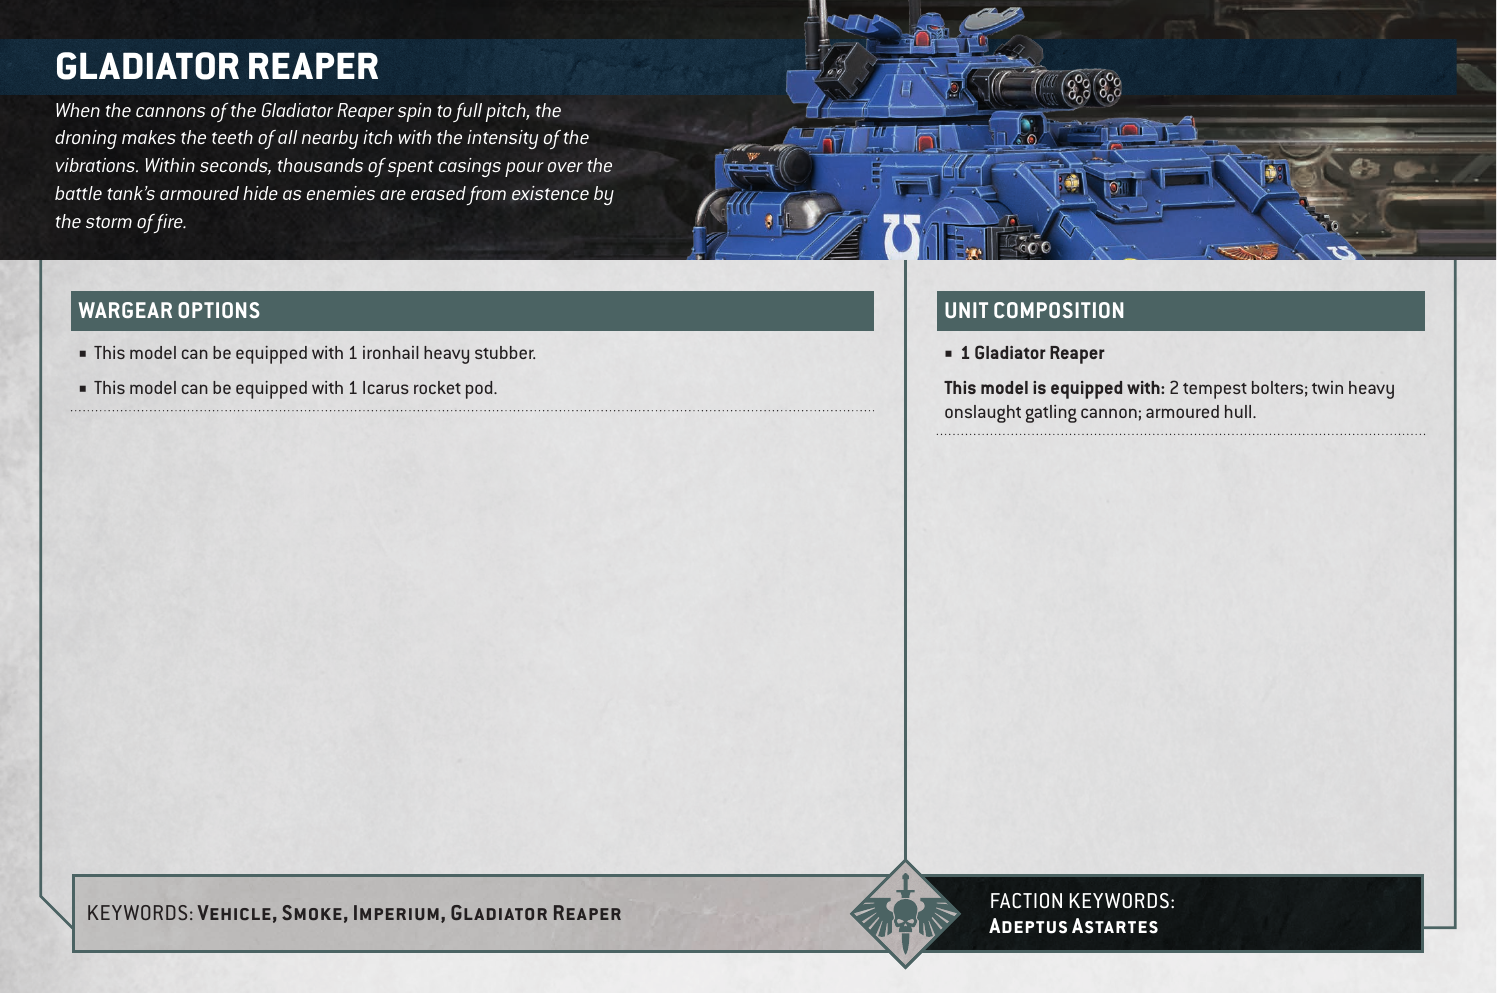 GLADIATOR REAPER
When the cannons of the Gladiator Reaper spin to full pitch, the
droning makes the teeth of all nearby itch with the intensity of the
vibrations. Within seconds, thousands of spent casings pour over the
battle tank's armoured hide as enemies are erased from existence by
the storm of fire.
WARGEAR OPTIONS
▪ This model can be equipped with 1 ironhail heavy stubber.
▪ This model can be equipped with 1 Icarus rocket pod.
UNIT COMPOSITION
▪ 1 Gladiator Reaper
This model is equipped with: 2 tempest bolters; twin heavy
onslaught gatling cannon; armoured hull.
KEYWORDS: Vehicle, Smoke, Imperium, Gladiator Reaper
FACTION KEYWORDS:
Adeptus Astartes